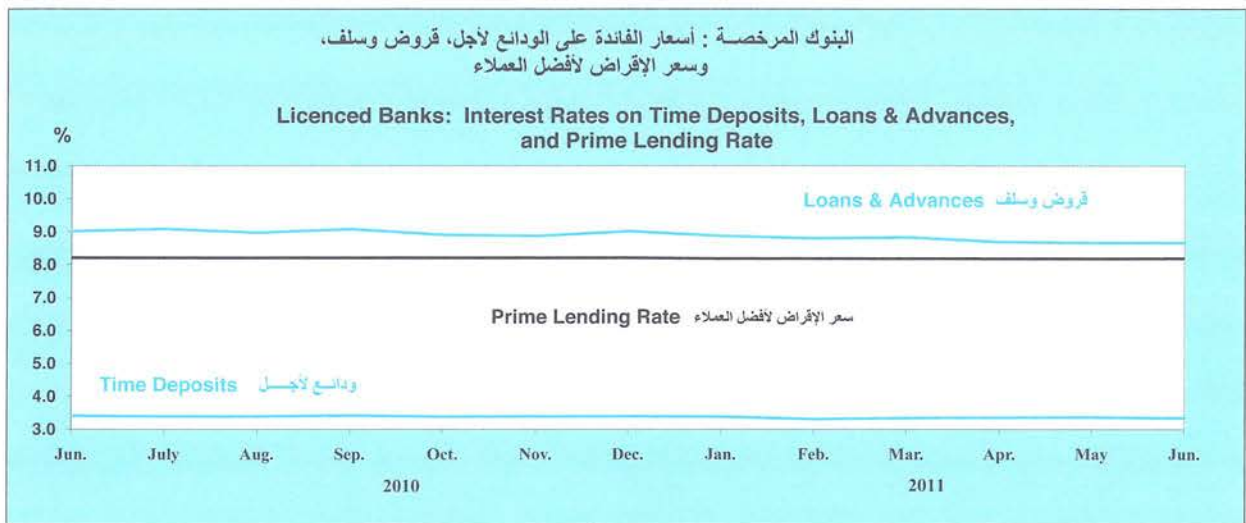 البنوك المرخصــة : أسعار الفائدة على الودائع لأجل، قروض وسلف،
وسعر الإقراض لأفضل العملاء
Licenced Banks: Interest Rates on Time Deposits, Loans & Advances,
and Prime Lending Rate
%
11.0
10.0
Loans & Advances قروض وسلف
9.0
8.0
7.0
Prime Lending Rate سعر الإقراض لأفضل العملاء
6.0
5.0
Time Deposits ودائــع لأجــــل
4.0
3.0
Jun. July Aug. Sep. Oct. Nov. Dec. Jan. Feb. Mar. Apr. May Jun.
2010 2011